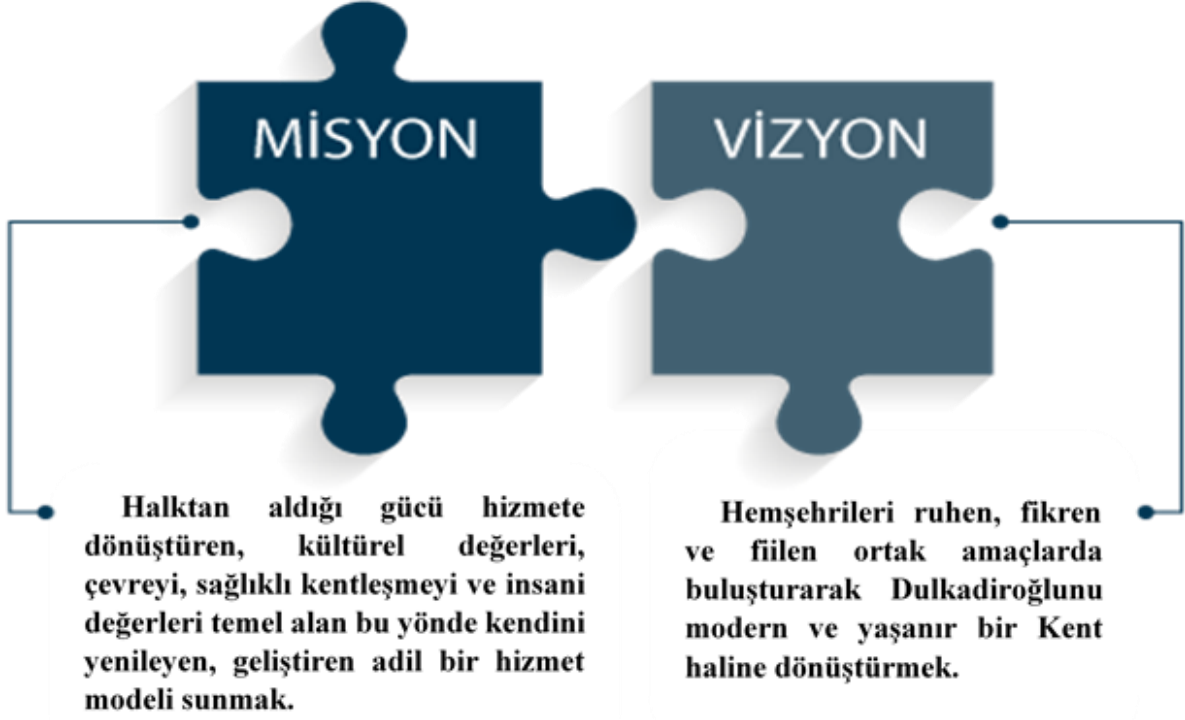 MİSYON
Halktan aldığı gücü hizmete
dönüştüren, kültürel değerleri,
çevreyi, sağlıklı kentleşmeyi ve insani
değerleri temel alan bu yönde kendini
yenileyen, geliştiren adil bir hizmet
modeli sunmak.
VİZYON
Hemşehrileri ruhen, fikren
ve fiilen ortak amaçlarda
buluşturarak Dulkadiroğlunu
modern ve yaşanır bir Kent
haline dönüştürmek.